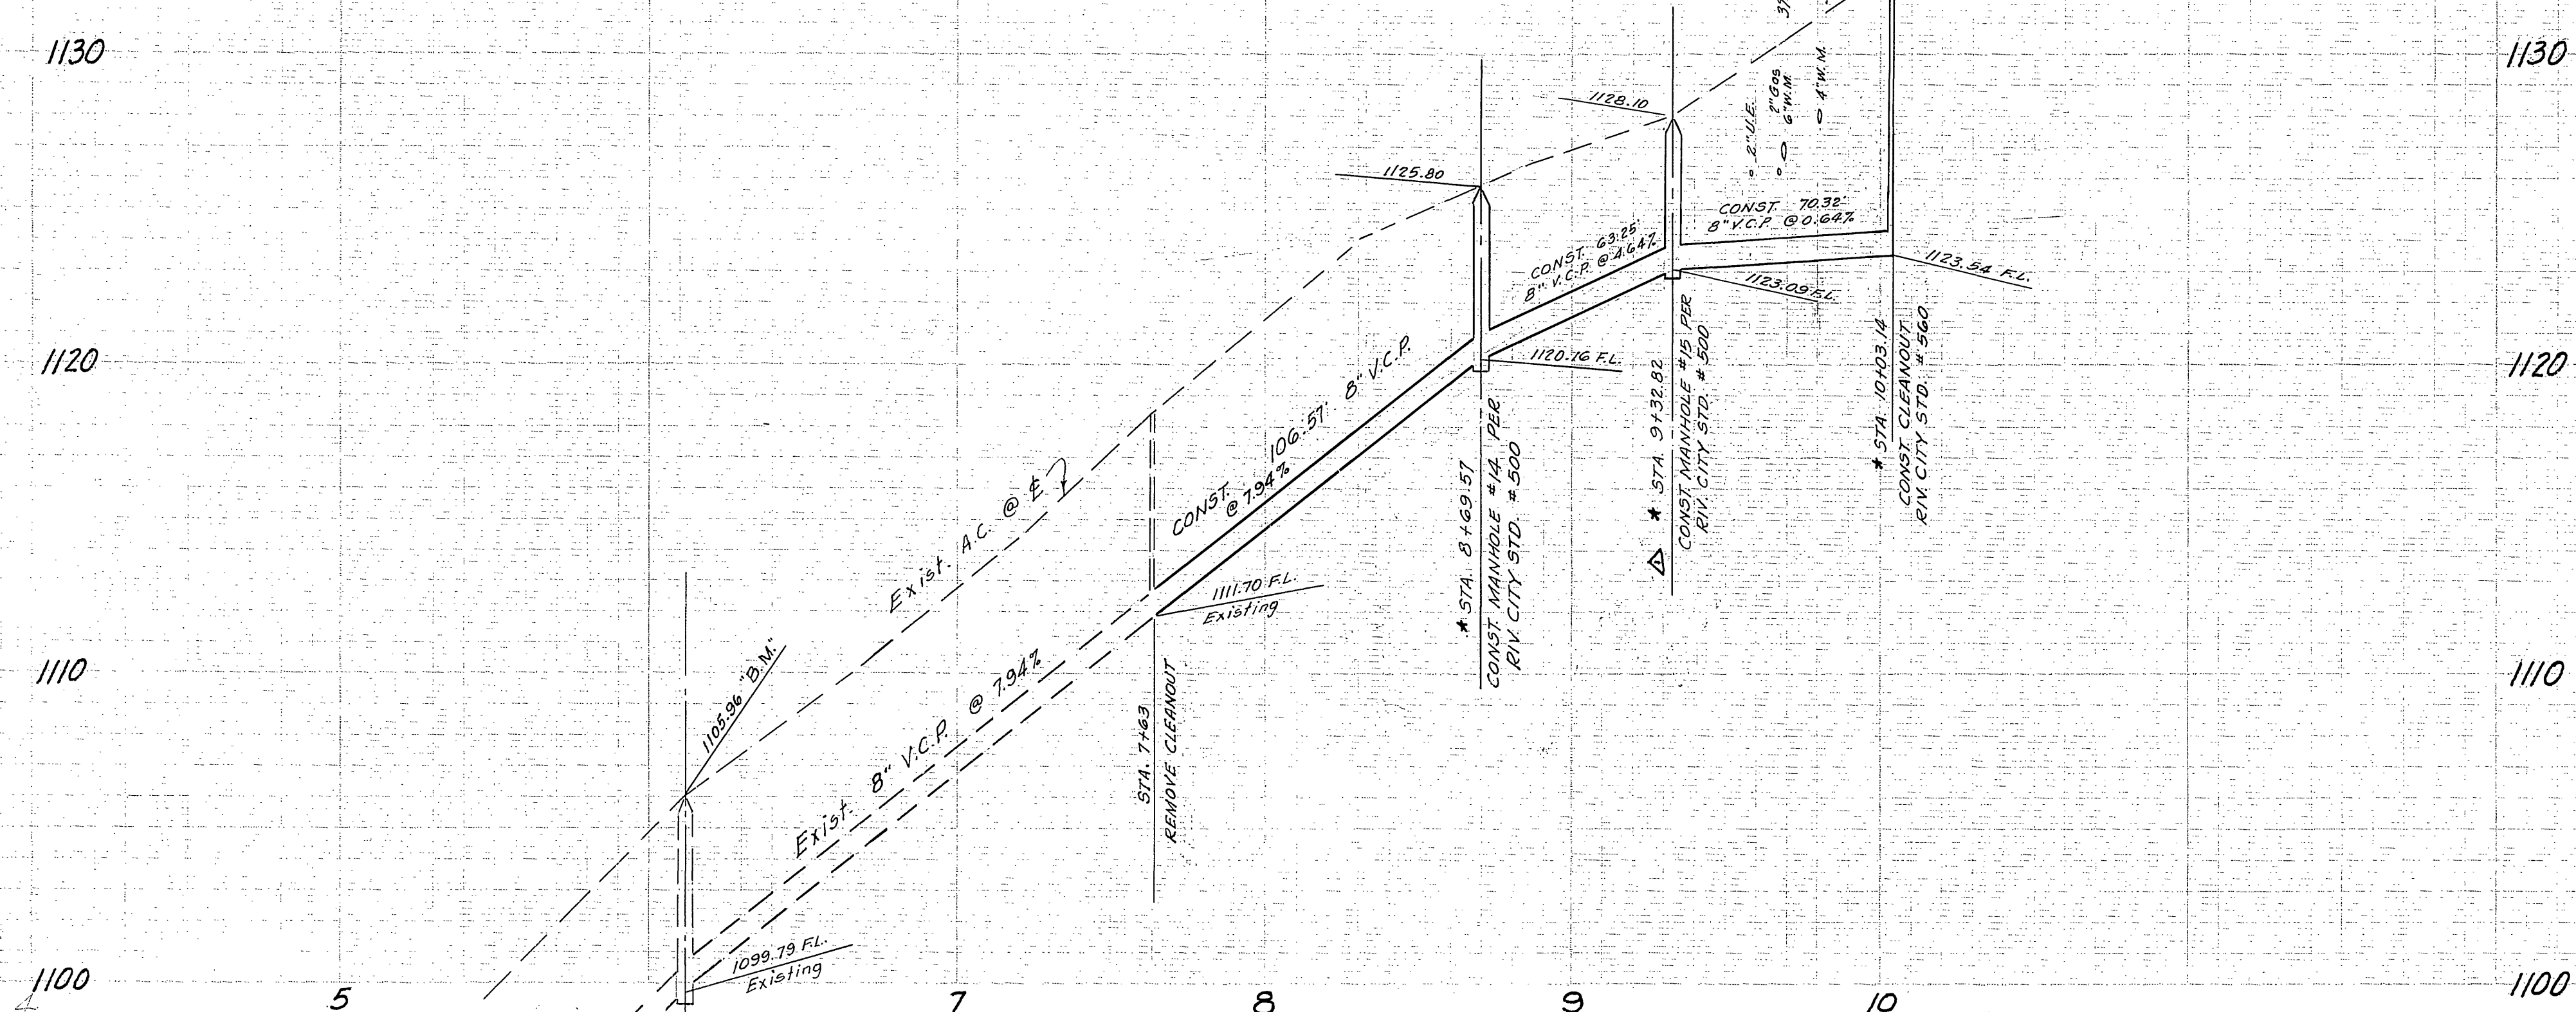 1130
1130
1120
1120
1110
1110
1100
1100
5
7
8
9
10
1105.96 "B.M."
1099.79 F.L.
Existing
Exist. A.C. @ ℄
Exist. 8" V.C.P. @ 7.94%
STA. 7+63
REMOVE CLEANOUT
1111.70 F.L.
Existing
CONST. 106.57' 8" V.C.P.
@ 7.94%
1125.80
1120.16 F.L.
* STA. 8+69.57
CONST. MANHOLE #14 PER
RIV. CITY STD. #500
CONST. 63.25'
8" V.C.P. @ 4.64%
1128.10
1123.09 F.L.
* STA. 9+32.82
CONST. MANHOLE #15 PER
RIV. CITY STD. #500
2" U.E.
2" Gas
6" W.M.
4" W.M.
CONST. 70.32'
8" V.C.P. @ 0.64%
1123.54 F.L.
* STA. 10+03.14
CONST. CLEANOUT
RIV. CITY STD. #560